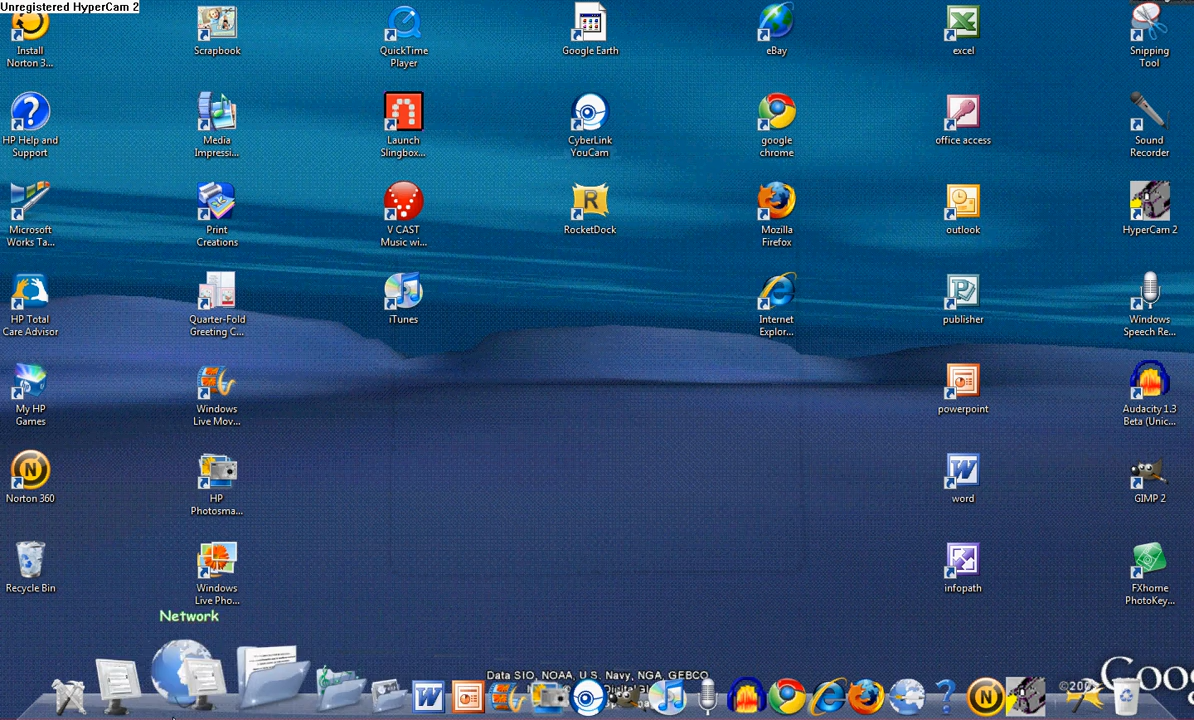 Unregistered HyperCam 2
Install
Norton 3...
Scrapbook
QuickTime
Player
Google Earth
eBay
excel
Snipping
Tool
HP Help and
Support
Media
Impressi...
Launch
Slingbox...
CyberLink
YouCam
google
chrome
office access
Sound
Recorder
Microsoft
Works Ta...
Print
Creations
V CAST
Music wi...
RocketDock
Mozilla
Firefox
outlook
HyperCam 2
HP Total
Care Advisor
Quarter-Fold
Greeting C...
iTunes
Internet
Explor...
publisher
Windows
Speech Re...
My HP
Games
Windows
Live Mov...
powerpoint
Audacity 1.3
Beta (Unic...
Norton 360
HP
Photosma...
word
GIMP 2
Recycle Bin
Windows
Live Pho...
infopath
FXhome
PhotoKey...
Network
Data SIO, NOAA, U.S. Navy, NGA, GEBCO